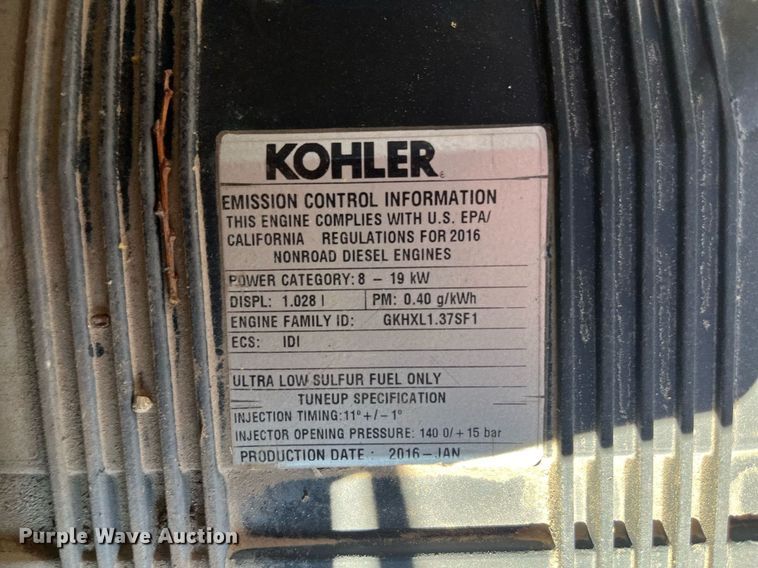 KOHLER®
EMISSION CONTROL INFORMATION
THIS ENGINE COMPLIES WITH U.S. EPA/
CALIFORNIA REGULATIONS FOR 2016
NONROAD DIESEL ENGINES
POWER CATEGORY: 8 – 19 kW
DISPL: 1.028 l PM: 0.40 g/kWh
ENGINE FAMILY ID: GKHXL1.37SF1
ECS: IDI
ULTRA LOW SULFUR FUEL ONLY
TUNEUP SPECIFICATION
INJECTION TIMING: 11º +/– 1º
INJECTOR OPENING PRESSURE: 140 0/+ 15 bar
PRODUCTION DATE : 2016–JAN
Purple Wave Auction